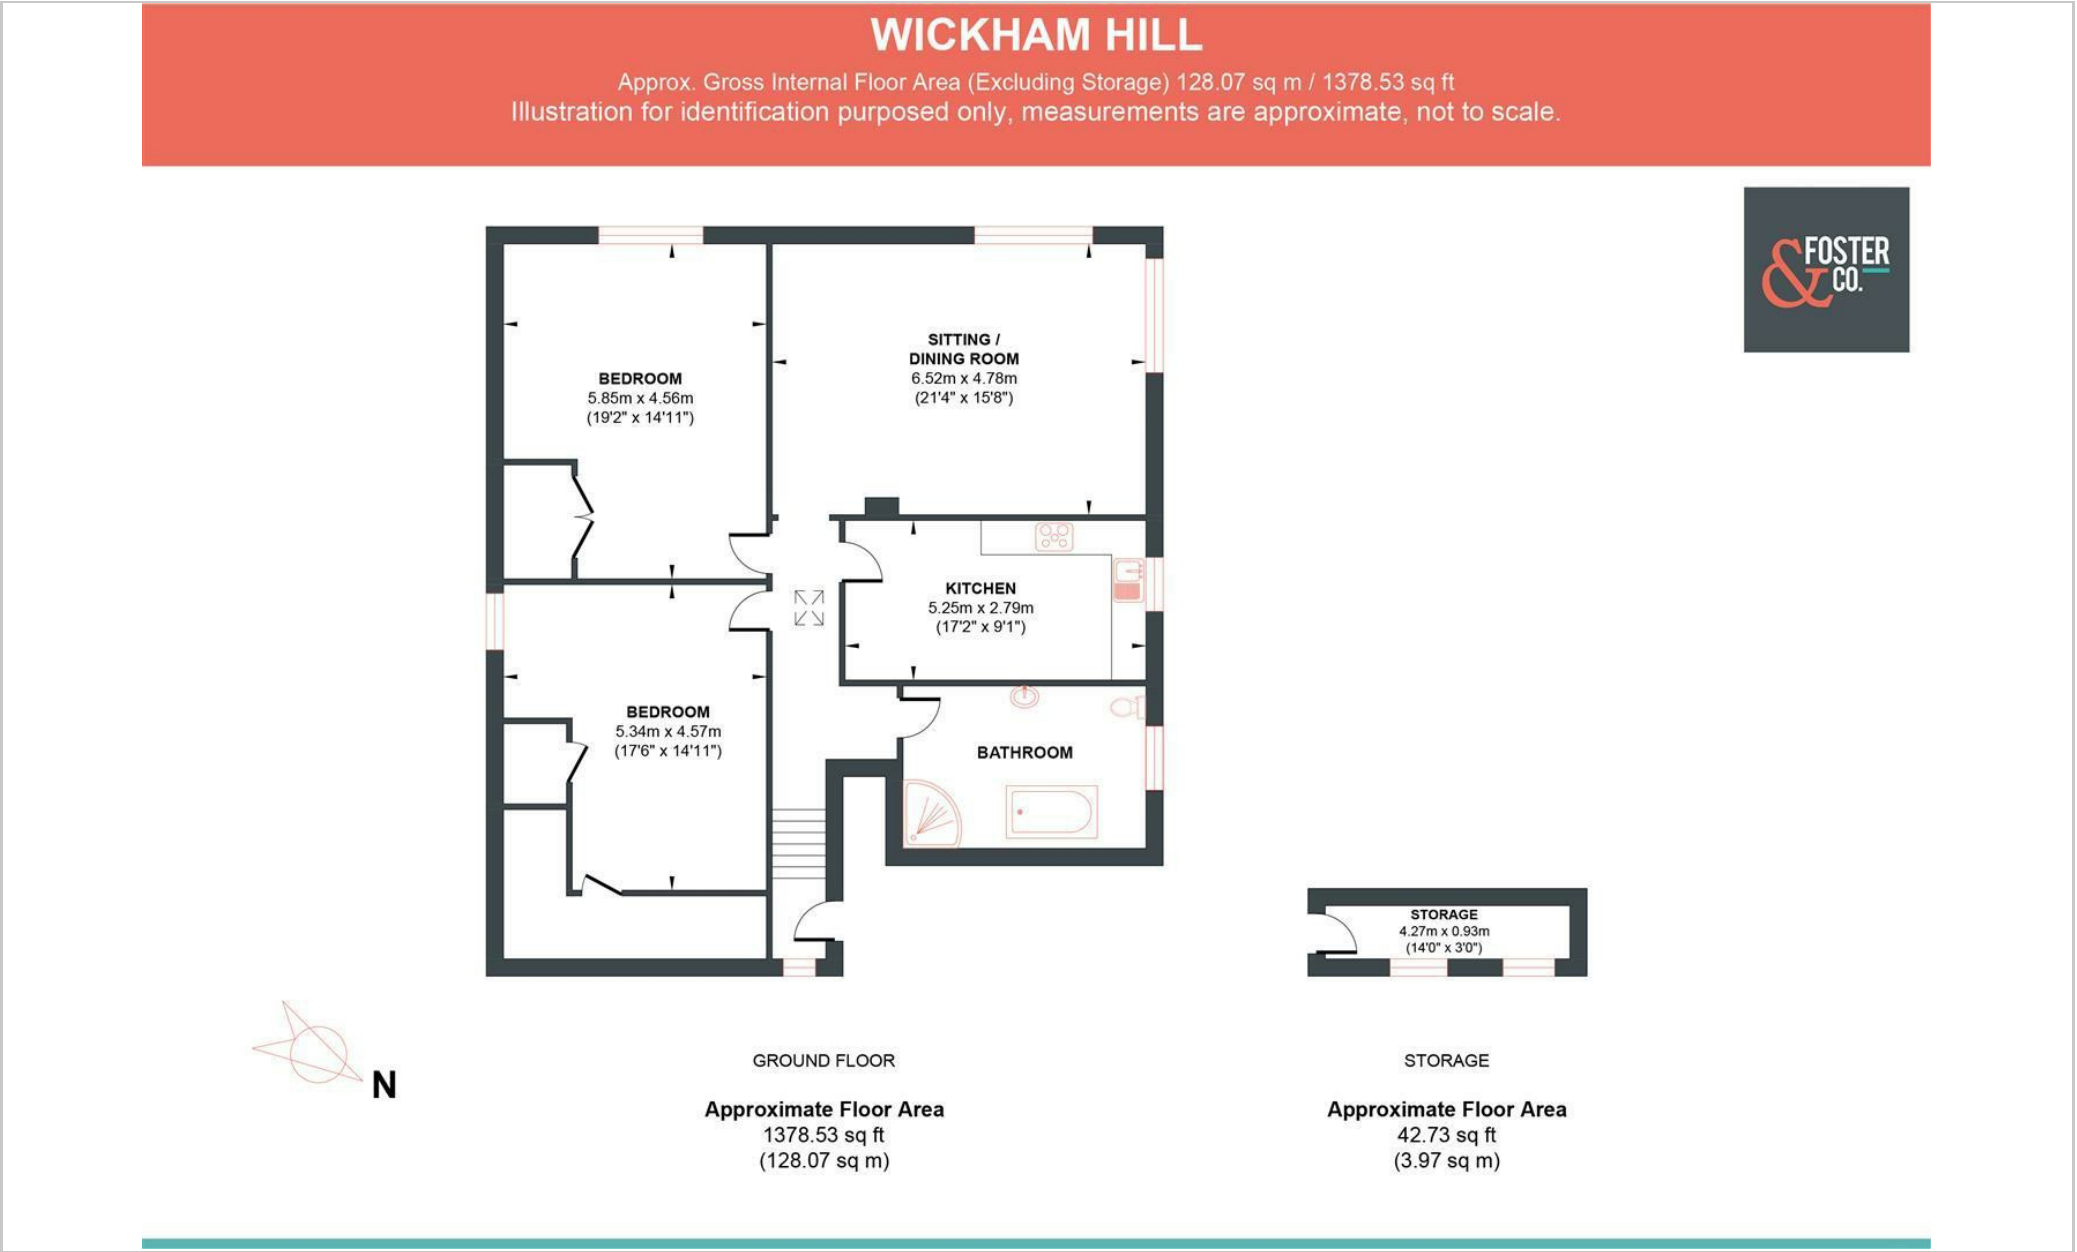 WICKHAM HILL
Approx. Gross Internal Floor Area (Excluding Storage) 128.07 sq m / 1378.53 sq ft
Illustration for identification purposed only, measurements are approximate, not to scale.
& FOSTER
CO.
SITTING /
DINING ROOM
6.52m x 4.78m
(21'4" x 15'8")
BEDROOM
5.85m x 4.56m
(19'2" x 14'11")
KITCHEN
5.25m x 2.79m
(17'2" x 9'1")
BEDROOM
5.34m x 4.57m
(17'6" x 14'11")
BATHROOM
STORAGE
4.27m x 0.93m
(14'0" x 3'0")
N
GROUND FLOOR
Approximate Floor Area
1378.53 sq ft
(128.07 sq m)
STORAGE
Approximate Floor Area
42.73 sq ft
(3.97 sq m)